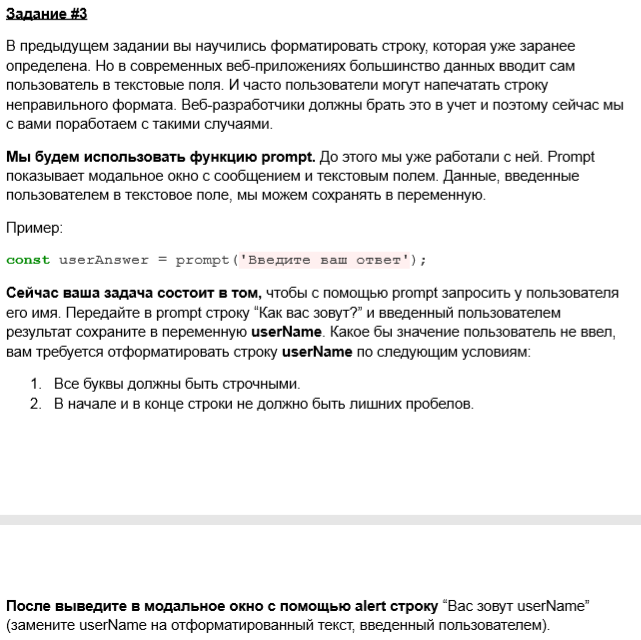 Задание #3
В предыдущем задании вы научились форматировать строку, которая уже заранее
определена. Но в современных веб-приложениях большинство данных вводит сам
пользователь в текстовые поля. И часто пользователи могут напечатать строку
неправильного формата. Веб-разработчики должны брать это в учет и поэтому сейчас мы
с вами поработаем с такими случаями.
Мы будем использовать функцию prompt. До этого мы уже работали с ней. Prompt
показывает модальное окно с сообщением и текстовым полем. Данные, введенные
пользователем в текстовое поле, мы можем сохранять в переменную.
Пример:
const userAnswer = prompt('Введите ваш ответ');
Сейчас ваша задача состоит в том, чтобы с помощью prompt запросить у пользователя
его имя. Передайте в prompt строку “Как вас зовут?” и введенный пользователем
результат сохраните в переменную userName. Какое бы значение пользователь не ввел,
вам требуется отформатировать строку userName по следующим условиям:
1. Все буквы должны быть строчными.
2. В начале и в конце строки не должно быть лишних пробелов.
После выведите в модальное окно с помощью alert строку “Вас зовут userName”
(замените userName на отформатированный текст, введенный пользователем).